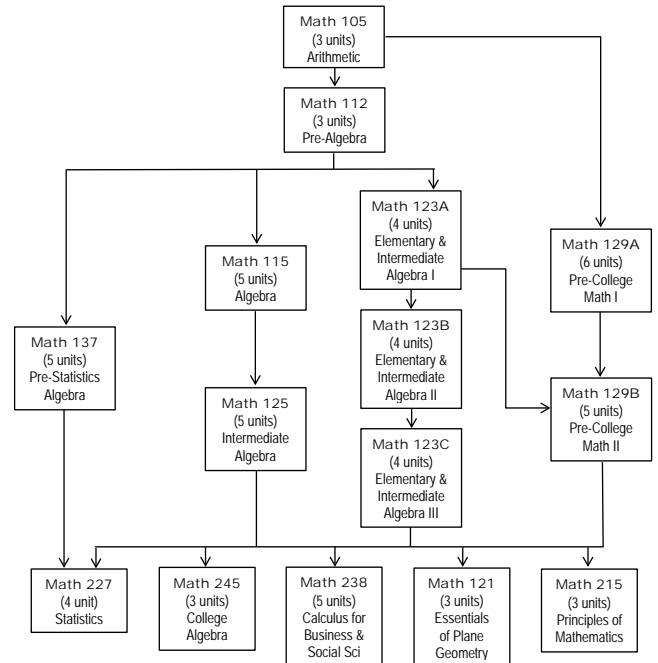 Math 105
(3 units)
Arithmetic
Math 112
(3 units)
Pre-Algebra
Math 123A
(4 units)
Elementary &
Intermediate
Algebra I
Math 115
(5 units)
Algebra
Math 129A
(6 units)
Pre-College
Math I
Math 137
(5 units)
Pre-Statistics
Algebra
Math 123B
(4 units)
Elementary &
Intermediate
Algebra II
Math 125
(5 units)
Intermediate
Algebra
Math 129B
(5 units)
Pre-College
Math II
Math 123C
(4 units)
Elementary &
Intermediate
Algebra III
Math 227
(4 unit)
Statistics
Math 245
(3 units)
College
Algebra
Math 238
(5 units)
Calculus for
Business &
Social Sci
Math 121
(3 units)
Essentials
of Plane
Geometry
Math 215
(3 units)
Principles of
Mathematics